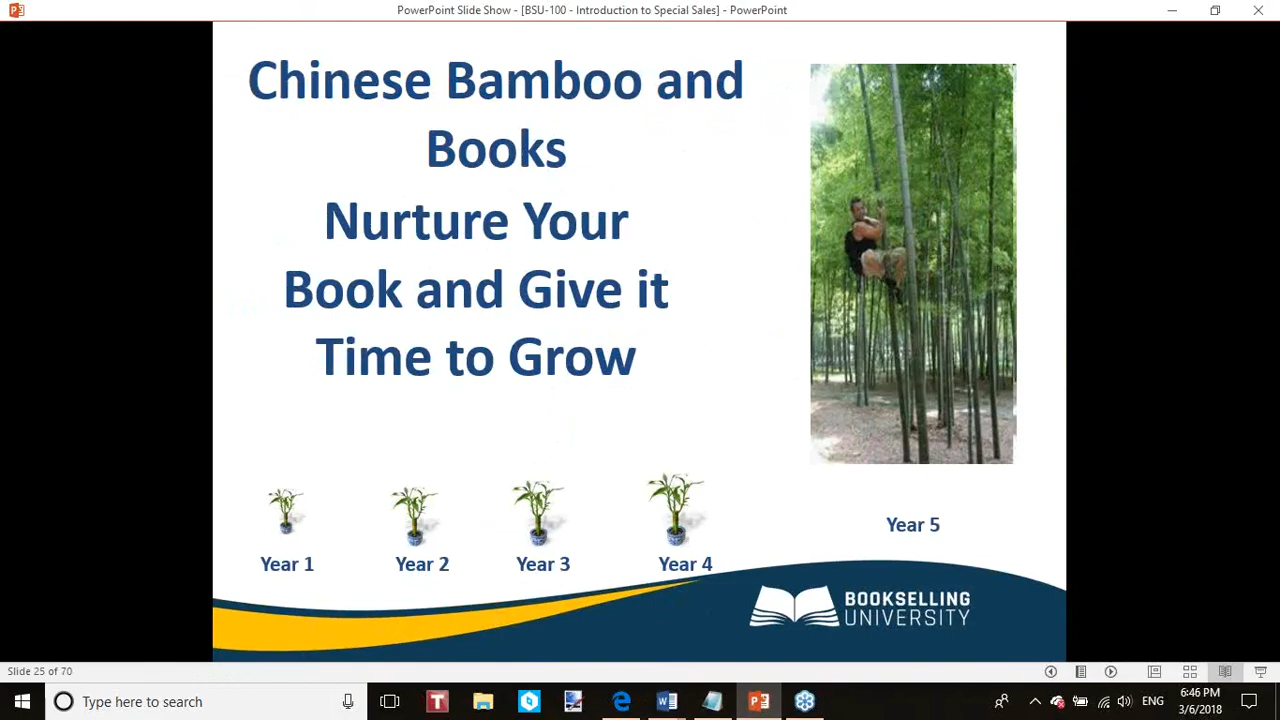 PowerPoint Slide Show - [BSU-100 - Introduction to Special Sales] - PowerPoint
Chinese Bamboo and
Books
Nurture Your
Book and Give it
Time to Grow
Year 1
Year 2
Year 3
Year 4
Year 5
BOOKSELLING
UNIVERSITY
Slide 25 of 70
Type here to search
ENG
6:46 PM
3/6/2018